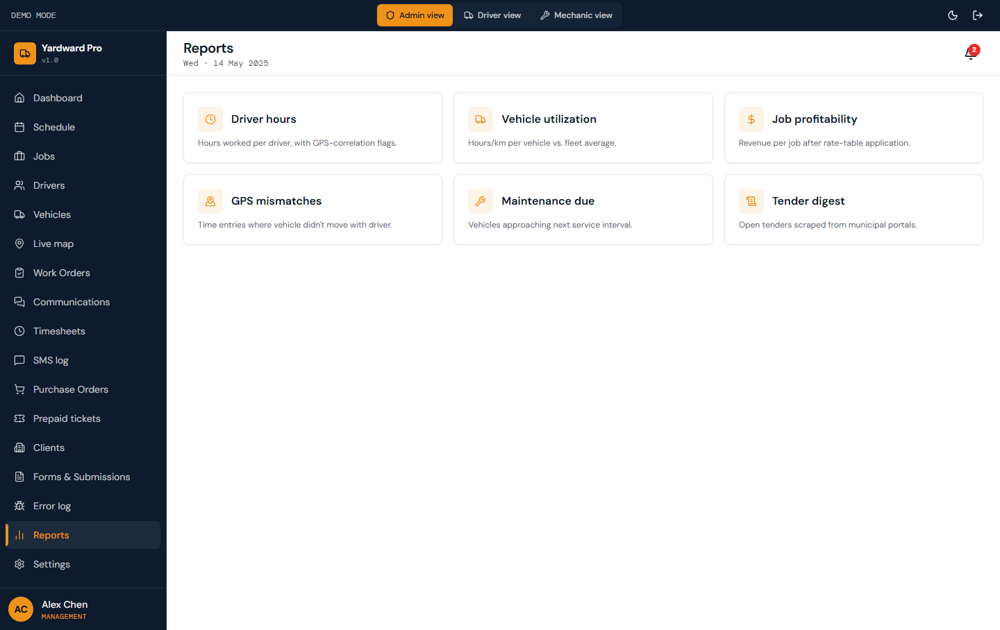 DEMO MODE
Admin view
Driver view
Mechanic view
Yardward Pro
v1.0
Reports
Wed · 14 May 2025
2
Dashboard
Schedule
Jobs
Drivers
Vehicles
Live map
Work Orders
Communications
Timesheets
SMS log
Purchase Orders
Prepaid tickets
Clients
Forms & Submissions
Error log
Reports
Settings
AC
Alex Chen
MANAGEMENT
Driver hours
Hours worked per driver, with GPS-correlation flags.
Vehicle utilization
Hours/km per vehicle vs. fleet average.
Job profitability
Revenue per job after rate-table application.
GPS mismatches
Time entries where vehicle didn't move with driver.
Maintenance due
Vehicles approaching next service interval.
Tender digest
Open tenders scraped from municipal portals.